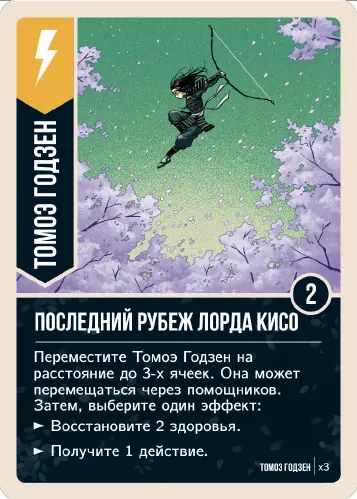 ТОМОЭ ГОДЗЕН
2
ПОСЛЕДНИЙ РУБЕЖ ЛОРДА КИСО
Переместите Томоэ Годзен на
расстояние до 3-х ячеек. Она может
перемещаться через помощников.
Затем, выберите один эффект:
► Восстановите 2 здоровья.
► Получите 1 действие.
ТОМОЭ ГОДЗЕН | x3